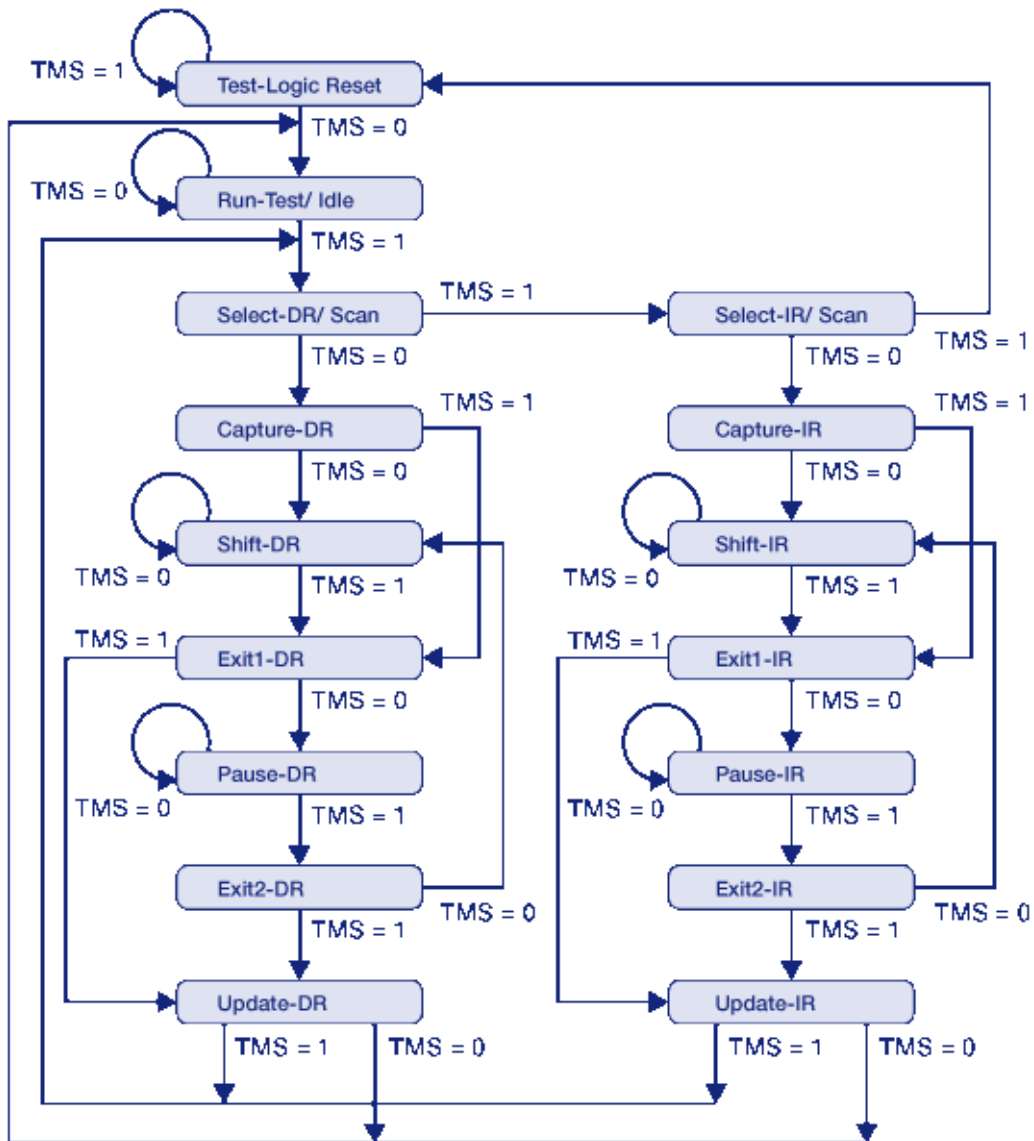 TMS = 1
Test-Logic Reset
TMS = 0
TMS = 0
Run-Test/ Idle
TMS = 1
Select-DR/ Scan
TMS = 1
Select-IR/ Scan
TMS = 1
TMS = 0
TMS = 0
Capture-DR
TMS = 1
Capture-IR
TMS = 1
TMS = 0
TMS = 0
Shift-DR
Shift-IR
TMS = 0
TMS = 1
TMS = 0
TMS = 1
TMS = 1
Exit1-DR
TMS = 1
Exit1-IR
TMS = 0
TMS = 0
Pause-DR
Pause-IR
TMS = 0
TMS = 1
TMS = 0
TMS = 1
Exit2-DR
TMS = 0
Exit2-IR
TMS = 0
TMS = 1
TMS = 1
Update-DR
Update-IR
TMS = 1
TMS = 0
TMS = 1
TMS = 0